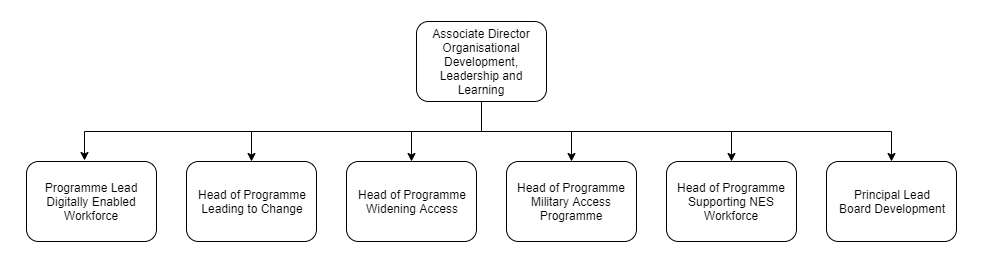 Associate Director
Organisational
Development,
Leadership and
Learning
Programme Lead
Digitally Enabled
Workforce
Head of Programme
Leading to Change
Head of Programme
Widening Access
Head of Programme
Military Access
Programme
Head of Programme
Supporting NES
Workforce
Principal Lead
Board Development